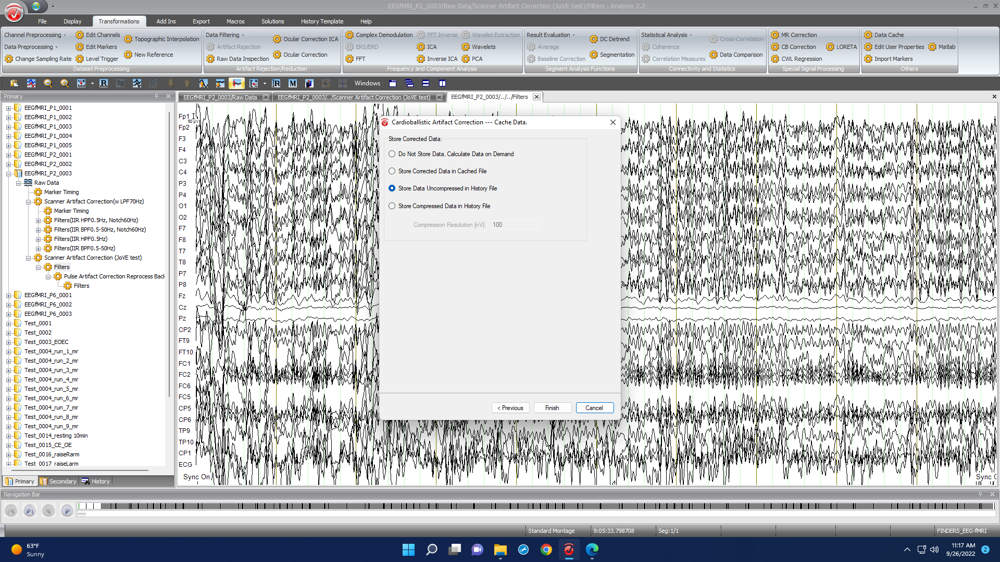 EEGfMRI_P2_0003/Raw Data/Scanner Artifact Correction (JoVE test)/Filters - Analyzer 2.2
File Display Transformations Add Ins Export Macros Solutions History Template Help
Channel Preprocessing Edit Channels Topographic Interpolation
Data Preprocessing Edit Markers New Reference
Change Sampling Rate Level Trigger
Dataset Preprocessing
Data Filtering Ocular Correction ICA
Artifact Rejection Ocular Correction
Raw Data Inspection
Artifact Rejection/Reduction
Complex Demodulation FFT Inverse Wavelet Extraction
ERS/ERD ICA Wavelets
FFT Inverse ICA PCA
Frequency and Component Analysis
Result Evaluation DC Detrend
Average Segmentation
Baseline Correction
Segment Analysis Functions
Statistical Analysis Cross-Correlation
Coherence Data Comparison
Correlation Measures
Connectivity and Statistics
MR Correction
CB Correction LORETA
CWL Regression
Special Signal Processing
Data Cache
Edit User Properties Matlab
Import Markers
Others
R Sg R M Windows
Primary
EEGfMRI_P1_0001
EEGfMRI_P1_0002
EEGfMRI_P1_0003
EEGfMRI_P1_0004
EEGfMRI_P1_0005
EEGfMRI_P2_0001
EEGfMRI_P2_0002
EEGfMRI_P2_0003
Raw Data
Marker Timing
Scanner Artifact Correction(w LPF70Hz)
Marker Timing
Filters(IIR HPF0.5Hz, Notch60Hz)
Filters(IIR BPF0.5-50Hz, Notch60Hz)
Filters(IIR HPF0.5Hz)
Filters(IIR BPF0.5-50Hz)
Scanner Artifact Correction (JoVE test)
Filters
Pulse Artifact Correction Reprocess Back
Filters
EEGfMRI_P6_0001
EEGfMRI_P6_0002
EEGfMRI_P6_0003
Test_0001
Test_0002
Test_0003_EOEC
Test_0004_run_1_mr
Test_0004_run_2_mr
Test_0004_run_3_mr
Test_0004_run_4_mr
Test_0004_run_5_mr
Test_0004_run_6_mr
Test_0004_run_7_mr
Test_0004_run_8_mr
Test_0004_run_9_mr
Test_0014_resting 10min
Test_0015_CE_OE
Test_0016_raiseRarm
Test_0017_raiseLarm
Primary Secondary History
EEGfMRI_P2_0003/Raw Data EEGfMRI_P2_0003/../Scanner Artifact Correction (JoVE test) EEGfMRI_P2_0003/../../Filters
Fp1
50 µV
Fp2
F3
F4
C3
C4
P3
P4
O1
O2
F7
F8
T7
T8
P7
P8
Fz
Cz
Pz
CP2
FT9
FT10
FC1
FC2
FC6
FC5
CP5
CP6
TP9
TP10
CP1
ECG
Sync On
Sync O
Cardioballistic Artifact Correction --- Cache Data.
Store Corrected Data:
Do Not Store Data, Calculate Data on Demand
Store Corrected Data in Cached File
Store Data Uncompressed in History File
Store Compressed Data in History File
Compression Resolution [nV]: 100
< Previous Finish Cancel
Navigation Bar
Standard Montage 9:05:33.798708 Seg:1/1 FINDERS_EEG-fMRI
63°F
Sunny
11:17 AM
9/26/2022
2